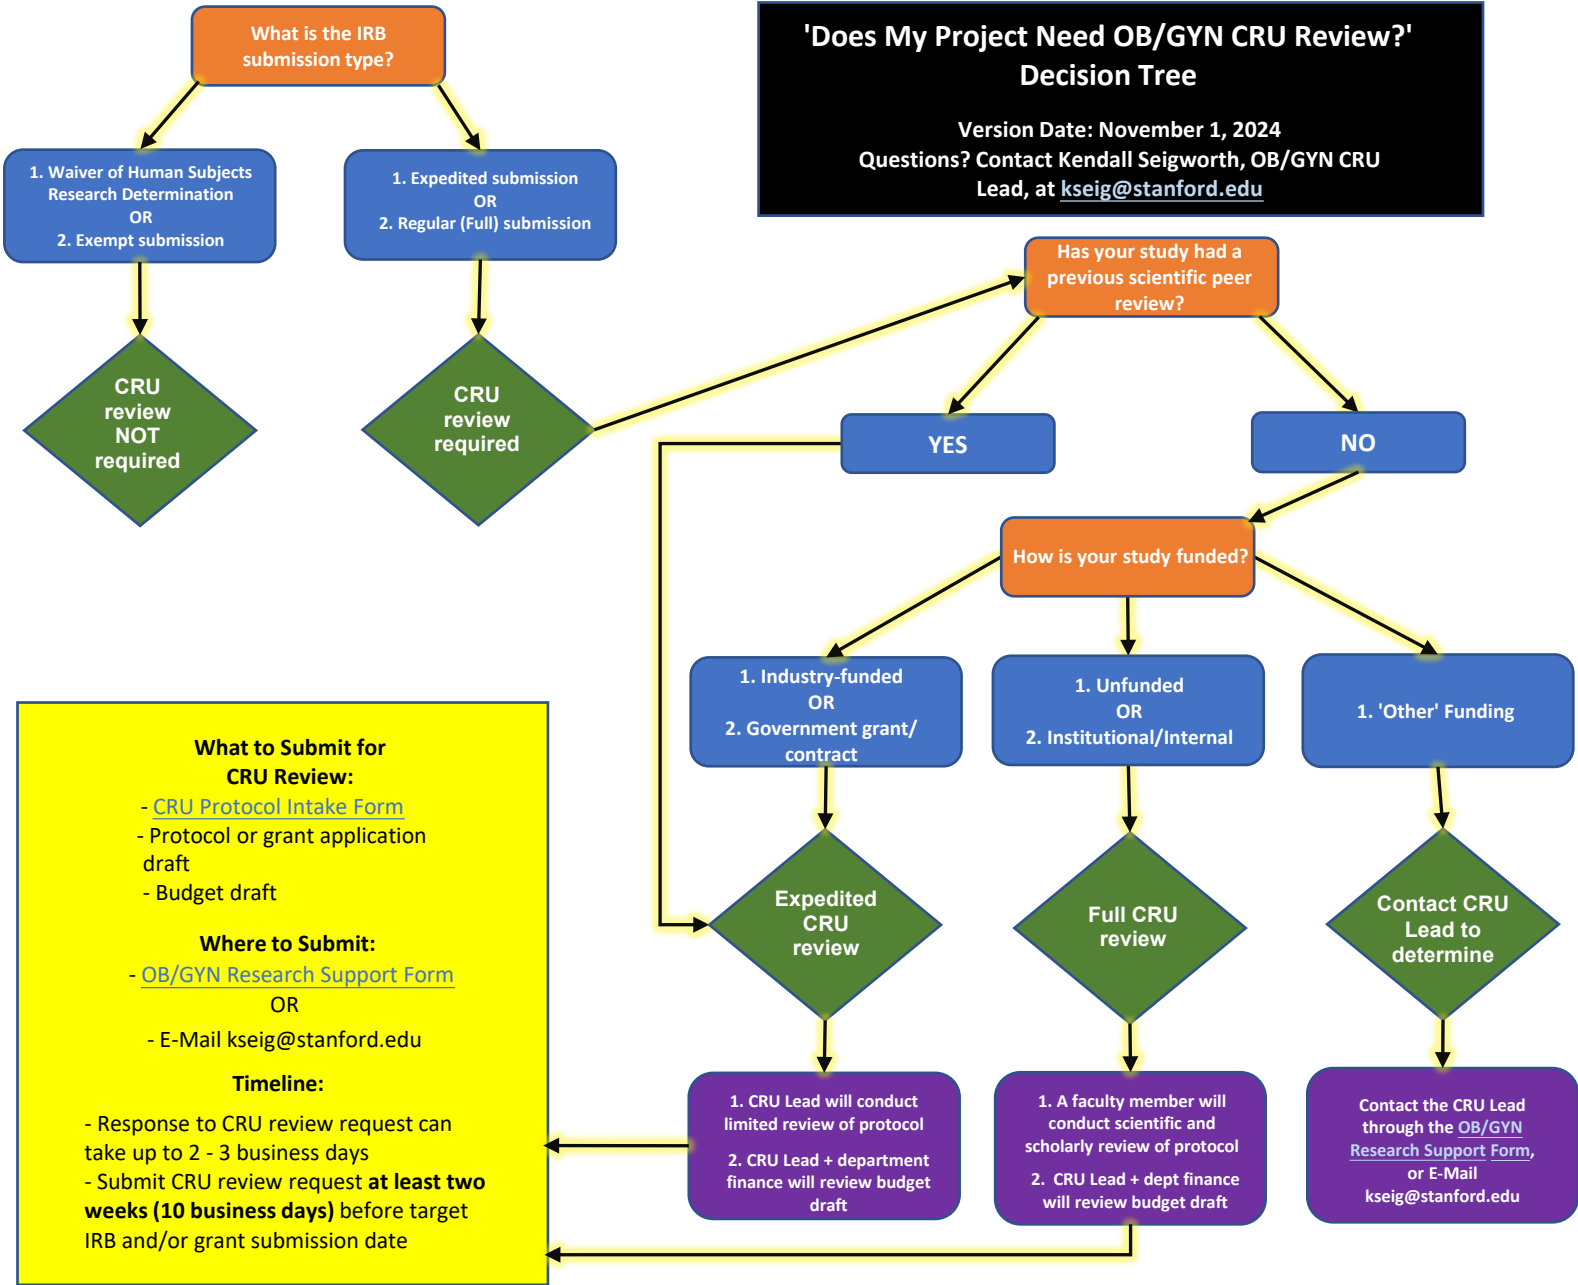 What is the IRB
submission type?
'Does My Project Need OB/GYN CRU Review?'
Decision Tree
Version Date: November 1, 2024
Questions? Contact Kendall Seigworth, OB/GYN CRU
Lead, at kseig@stanford.edu
1. Waiver of Human Subjects
Research Determination
OR
2. Exempt submission
1. Expedited submission
OR
2. Regular (Full) submission
CRU
review
NOT
required
CRU
review
required
Has your study had a
previous scientific peer
review?
YES
NO
How is your study funded?
1. Industry-funded
OR
2. Government grant/
contract
1. Unfunded
OR
2. Institutional/Internal
1. 'Other' Funding
Expedited
CRU
review
Full CRU
review
Contact CRU
Lead to
determine
1. CRU Lead will conduct
limited review of protocol
2. CRU Lead + department
finance will review budget
draft
1. A faculty member will
conduct scientific and
scholarly review of protocol
2. CRU Lead + dept finance
will review budget draft
Contact the CRU Lead
through the OB/GYN
Research Support Form,
or E-Mail
kseig@stanford.edu
What to Submit for
CRU Review:
- CRU Protocol Intake Form
- Protocol or grant application
draft
- Budget draft
Where to Submit:
- OB/GYN Research Support Form
OR
- E-Mail kseig@stanford.edu
Timeline:
- Response to CRU review request can
take up to 2 - 3 business days
- Submit CRU review request at least two
weeks (10 business days) before target
IRB and/or grant submission date